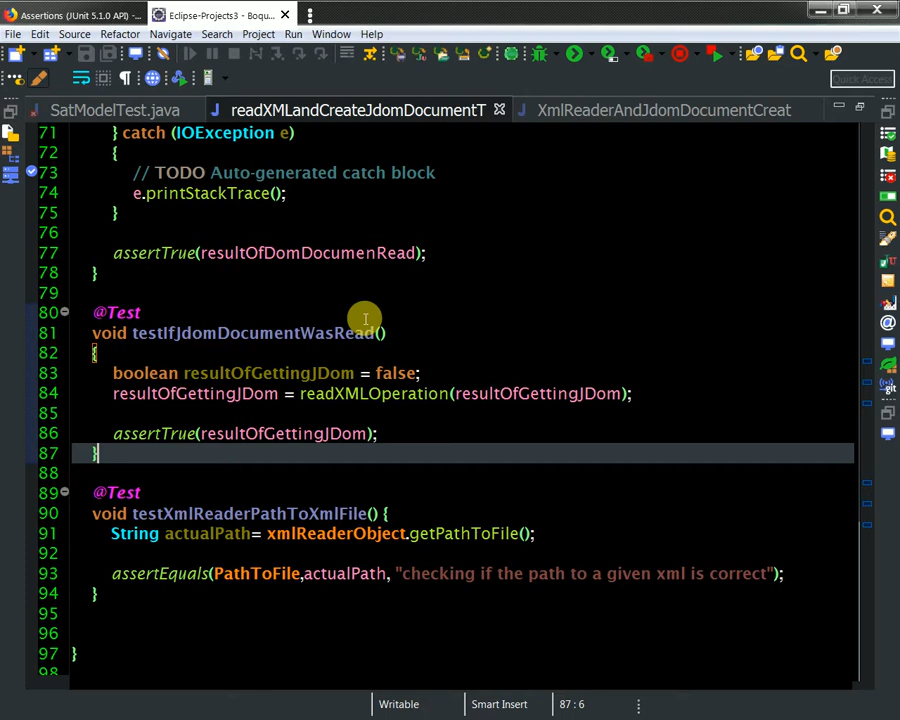 Assertions (JUnit 5.1.0 API) -...
Eclipse-Projects3 - Boqu...
File Edit Source Refactor Navigate Search Project Run Window Help
Quick Access
SatModelTest.java
readXMLandCreateJdomDocumentT
XmlReaderAndJdomDocumentCreat
71 } catch (IOException e)
72 {
73 // TODO Auto-generated catch block
74 e.printStackTrace();
75 }
76
77 assertTrue(resultOfDomDocumenRead);
78 }
79
80 @Test
81 void testIfJdomDocumentWasRead()
82 {
83 boolean resultOfGettingJDom = false;
84 resultOfGettingJDom = readXMLOperation(resultOfGettingJDom);
85
86 assertTrue(resultOfGettingJDom);
87 }
88
89 @Test
90 void testXmlReaderPathToXmlFile() {
91 String actualPath= xmlReaderObject.getPathToFile();
92
93 assertEquals(PathToFile,actualPath, "checking if the path to a given xml is correct");
94 }
95
96
97 }
98
Writable Smart Insert 87 : 6